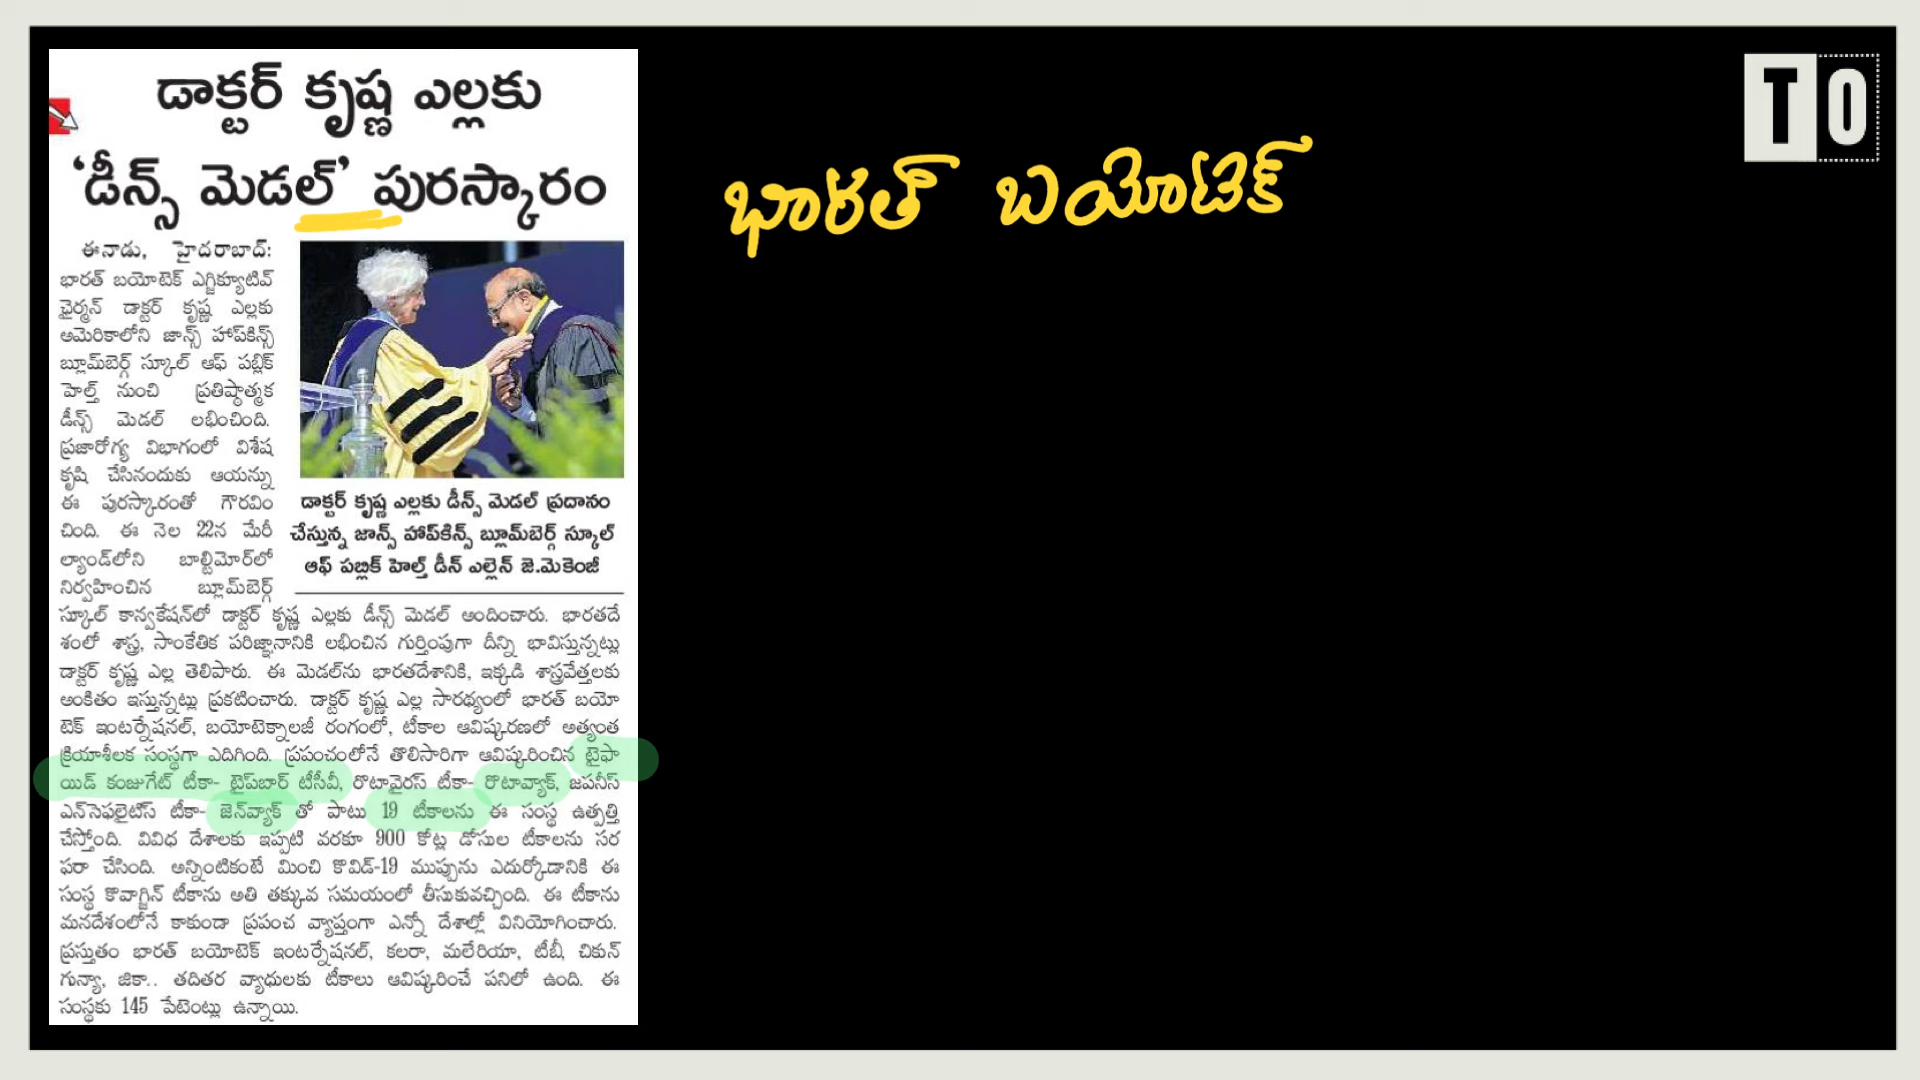 డాక్టర్ కృష్ణ ఎల్లకు
‘డీన్స్ మెడల్’ పురస్కారం
ఈనాడు, హైదరాబాద్:
భారత్ బయోటెక్ ఎగ్జిక్యూటివ్
ఛైర్మన్ డాక్టర్ కృష్ణ ఎల్లకు
అమెరికాలోని జాన్స్ హాప్‌కిన్స్
బ్లూమ్‌బెర్గ్ స్కూల్ ఆఫ్ పబ్లిక్
హెల్త్ నుంచి ప్రతిష్ఠాత్మక
డీన్స్ మెడల్ లభించింది.
ప్రజారోగ్య విభాగంలో విశేష
కృషి చేసినందుకు ఆయన్ను
ఈ పురస్కారంతో గౌరవిం
చింది. ఈ నెల 22న మేరీ
ల్యాండ్‌లోని బాల్టిమోర్‌లో
నిర్వహించిన బ్లూమ్‌బెర్గ్
స్కూల్ కాన్వకేషన్‌లో డాక్టర్ కృష్ణ ఎల్లకు డీన్స్ మెడల్ అందించారు. భారతదే
శంలో శాస్త్ర, సాంకేతిక పరిజ్ఞానానికి లభించిన గుర్తింపుగా దీన్ని భావిస్తున్నట్లు
డాక్టర్ కృష్ణ ఎల్ల తెలిపారు. ఈ మెడల్‌ను భారతదేశానికి, ఇక్కడి శాస్త్రవేత్తలకు
అంకితం ఇస్తున్నట్లు ప్రకటించారు. డాక్టర్ కృష్ణ ఎల్ల సారథ్యంలో భారత్ బయో
టెక్ ఇంటర్నేషనల్, బయోటెక్నాలజీ రంగంలో, టీకాల ఆవిష్కరణలో అత్యంత
క్రియాశీలక సంస్థగా ఎదిగింది. ప్రపంచంలోనే తొలిసారిగా ఆవిష్కరించిన టైఫా
యిడ్ కంజుగేట్ టీకా- టైప్‌బార్ టీసీవీ, రొటావైరస్ టీకా- రొటావ్యాక్, జపనీస్
ఎన్‌సెఫలైటిస్ టీకా- జెన్‌వ్యాక్ తో పాటు 19 టీకాలను ఈ సంస్థ ఉత్పత్తి
చేస్తోంది. వివిధ దేశాలకు ఇప్పటి వరకూ 900 కోట్ల డోసుల టీకాలను సర
ఫరా చేసింది. అన్నింటికంటే మించి కొవిడ్-19 ముప్పును ఎదుర్కోడానికి ఈ
సంస్థ కొవాగ్జిన్ టీకాను అతి తక్కువ సమయంలో తీసుకువచ్చింది. ఈ టీకాను
మనదేశంలోనే కాకుండా ప్రపంచ వ్యాప్తంగా ఎన్నో దేశాల్లో వినియోగించారు.
ప్రస్తుతం భారత్ బయోటెక్ ఇంటర్నేషనల్, కలరా, మలేరియా, టీబీ, చికున్
గున్యా, జికా.. తదితర వ్యాధులకు టీకాలు ఆవిష్కరించే పనిలో ఉంది. ఈ
సంస్థకు 145 పేటెంట్లు ఉన్నాయి.
డాక్టర్ కృష్ణ ఎల్లకు డీన్స్ మెడల్ ప్రదానం
చేస్తున్న జాన్స్ హాప్‌కిన్స్ బ్లూమ్‌బెర్గ్ స్కూల్
ఆఫ్ పబ్లిక్ హెల్త్ డీన్ ఎల్లెన్ జె.మెకెంజీ
భారత్ బయోటెక్
TO